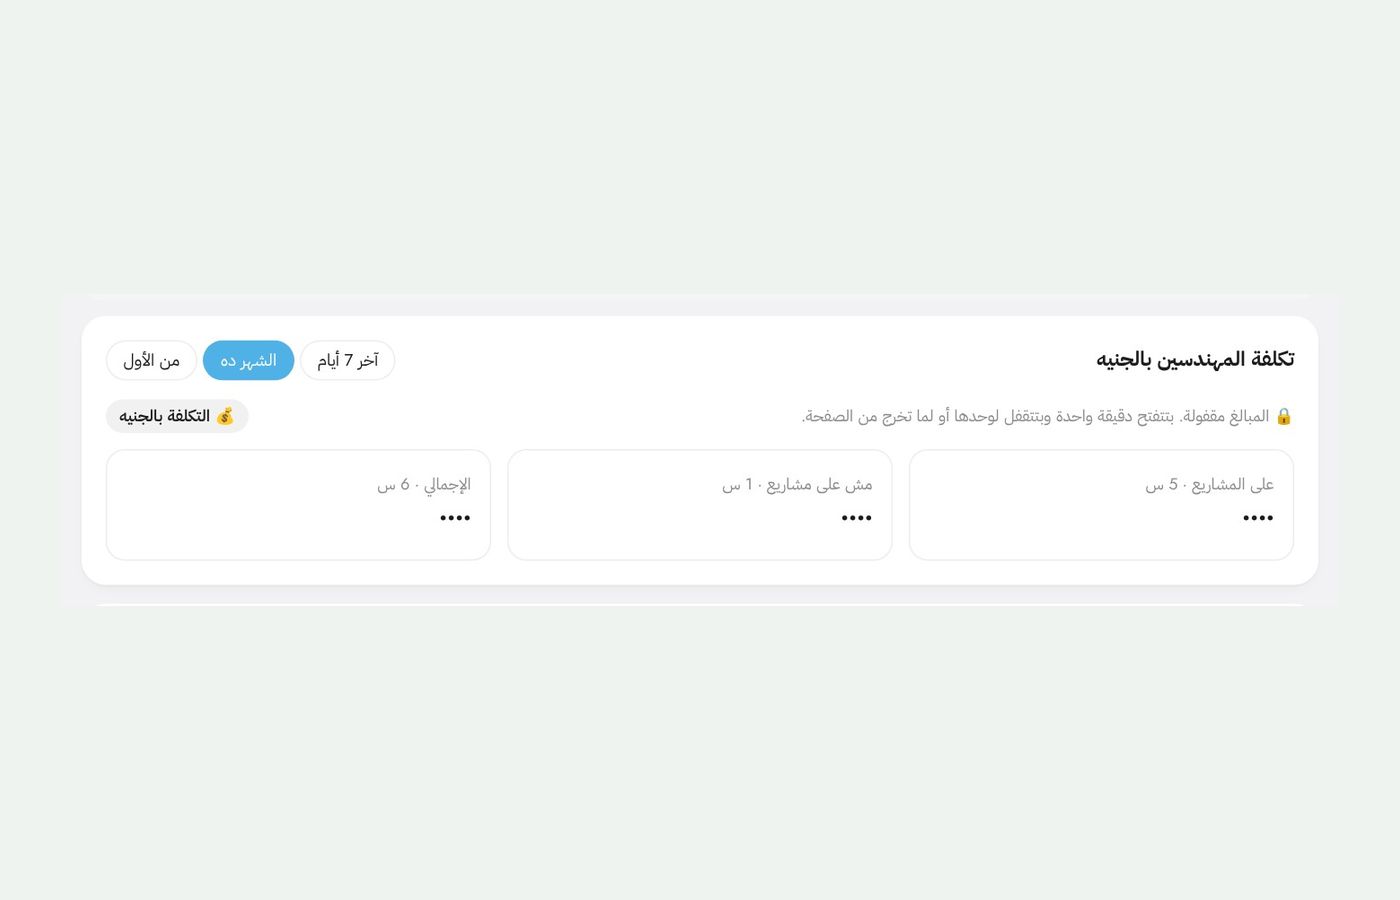 تكلفة المهندسين بالجنيه
آخر 7 أيام
الشهر ده
من الأول
🔒 المبالغ مقفولة. بتتفتح دقيقة واحدة وبتتقفل لوحدها أو لما تخرج من الصفحة.
💰 التكلفة بالجنيه
على المشاريع · 5 س
••••
مش على مشاريع · 1 س
••••
الإجمالي · 6 س
••••